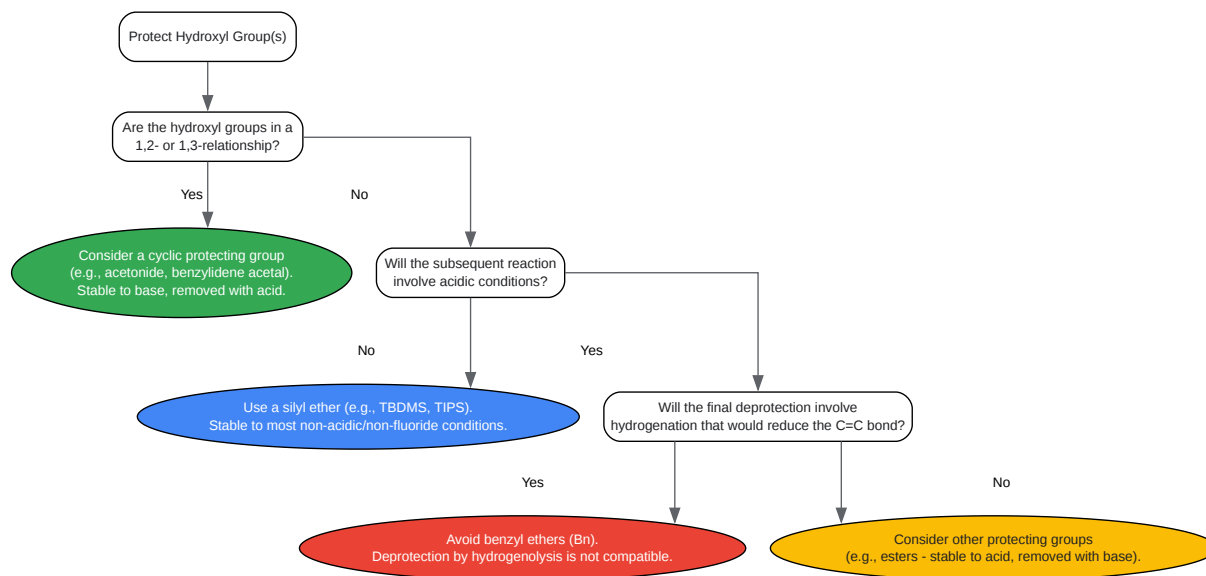 Protect Hydroxyl Group(s)
Are the hydroxyl groups in a
1,2- or 1,3-relationship?
Yes
No
Consider a cyclic protecting group
(e.g., acetonide, benzylidene acetal).
Stable to base, removed with acid.
Will the subsequent reaction
involve acidic conditions?
No
Yes
Use a silyl ether (e.g., TBDMS, TIPS).
Stable to most non-acidic/non-fluoride conditions.
Will the final deprotection involve
hydrogenation that would reduce the C=C bond?
Yes
No
Avoid benzyl ethers (Bn).
Deprotection by hydrogenolysis is not compatible.
Consider other protecting groups
(e.g., esters - stable to acid, removed with base).